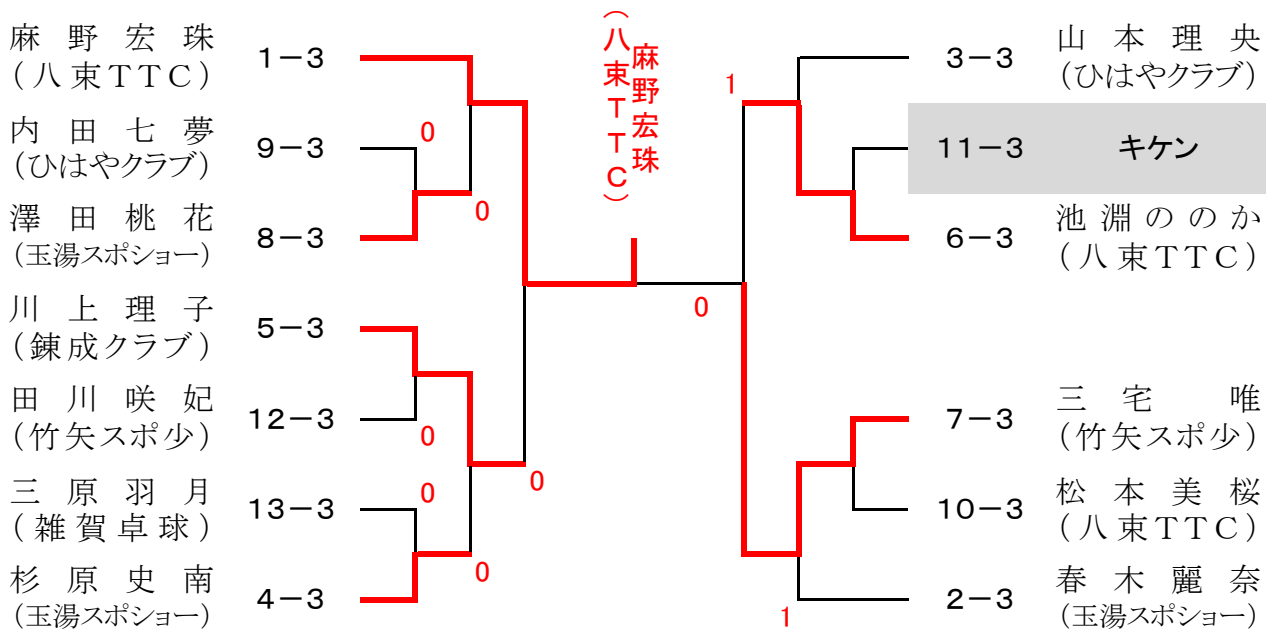 麻野宏珠
(八束TTC)
1-3
内田七夢
(ひはやクラブ)
9-3
0
澤田桃花
(玉湯スポショー)
8-3
0
川上理子
(錬成クラブ)
5-3
田川咲妃
(竹矢スポ少)
12-3
0
三原羽月
(雑賀卓球)
13-3
0
0
杉原史南
(玉湯スポショー)
4-3
0
麻野宏珠
(八束TTC)
0
1
3-3
山本理央
(ひはやクラブ)
11-3
キケン
6-3
池淵ののか
(八束TTC)
7-3
三宅唯
(竹矢スポ少)
10-3
松本美桜
(八束TTC)
2-3
春木麗奈
(玉湯スポショー)
1